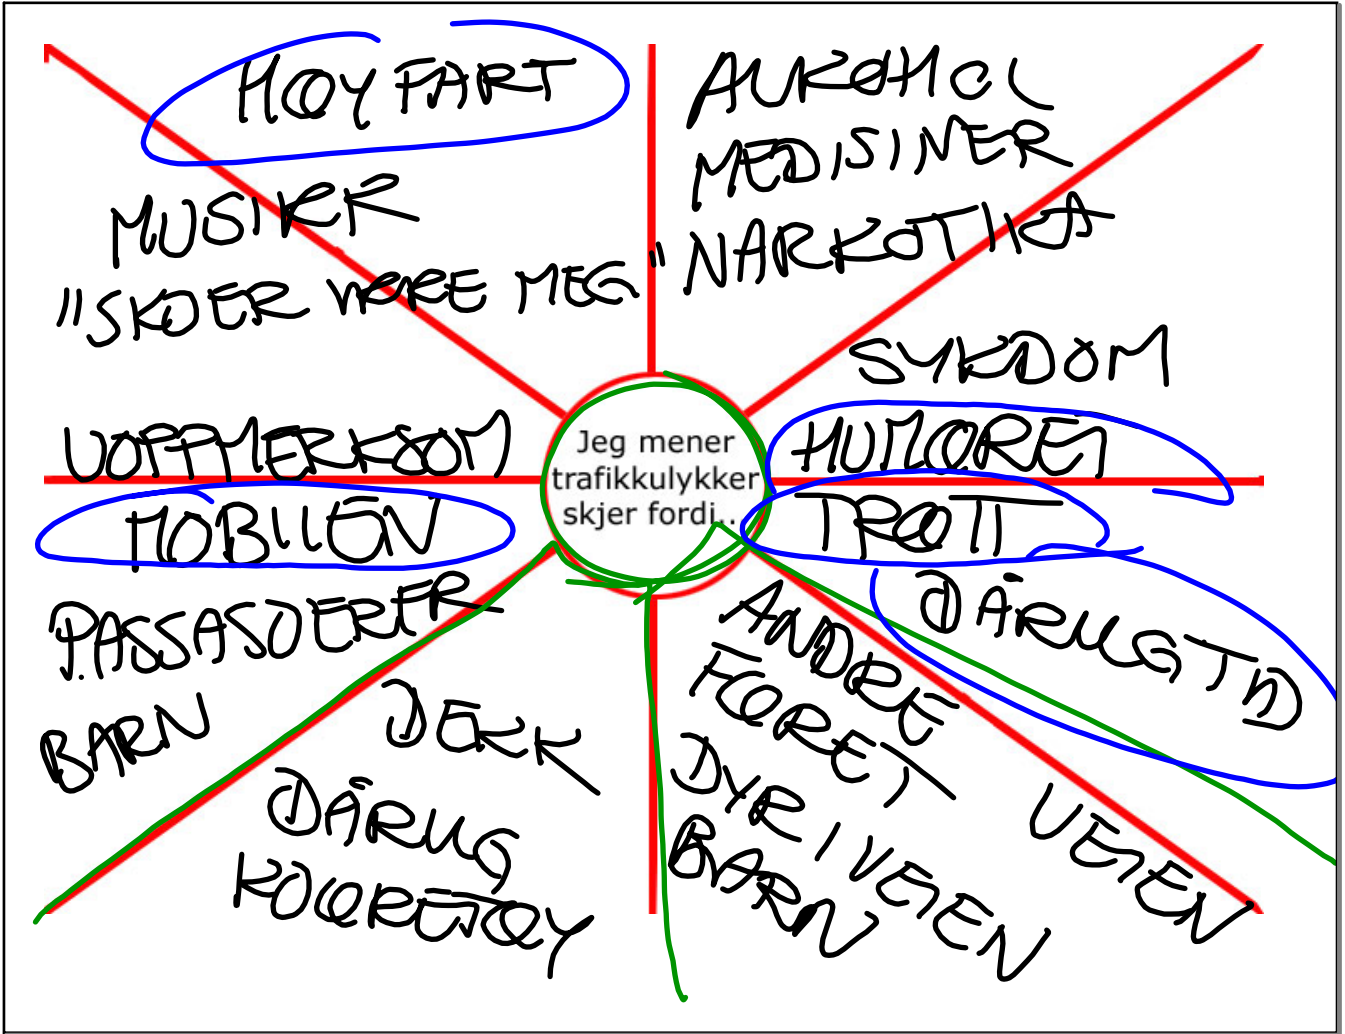 HØY FART
MUSIKK
"SKJER IKKE MEG"
ALKOHOL
MEDISINER
NARKOTIKA
SYKDOM
HUMØRET
TRØTT
DÅRLIG TID
UOPPMERKSOM
MOBILEN
PASSASJERER
BARN
Jeg mener
trafikkulykker
skjer fordi..
DEKK
DÅRLIG
KJØRETØY
ANDRE
FØRET
DYR I VEIEN
BARN
VEIEN